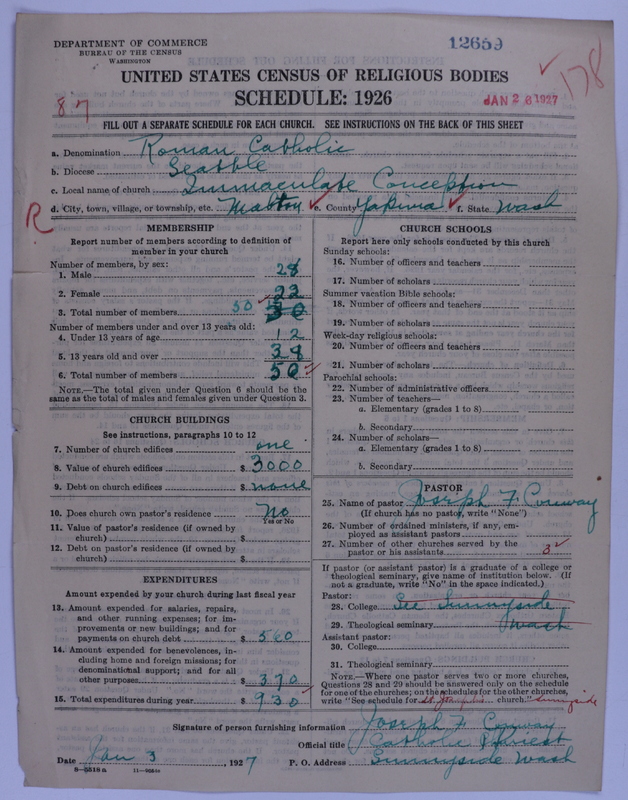 DEPARTMENT OF COMMERCE
BUREAU OF THE CENSUS
WASHINGTON
12659
178
UNITED STATES CENSUS OF RELIGIOUS BODIES
SCHEDULE: 1926
JAN 26 1927
87
FILL OUT A SEPARATE SCHEDULE FOR EACH CHURCH. SEE INSTRUCTIONS ON THE BACK OF THIS SHEET
a. Denomination Roman Catholic
b. Diocese Seattle
c. Local name of church Immaculate Conception
R
d. City, town, village, or township, etc. Mabton e. County Yakima f. State Wash
MEMBERSHIP
Report number of members according to definition of
member in your church
Number of members, by sex:
1. Male 28
2. Female 22
3. Total number of members 50 50
Number of members under and over 13 years old:
4. Under 13 years of age 12
5. 13 years old and over 38
6. Total number of members 50
NOTE.—The total given under Question 6 should be the
same as the total of males and females given under Question 3.
CHURCH BUILDINGS
See instructions, paragraphs 10 to 12
7. Number of church edifices one
8. Value of church edifices $ 3000
9. Debt on church edifices $ none
10. Does church own pastor's residence No
Yes or No
11. Value of pastor's residence (if owned by
church) $
12. Debt on pastor's residence (if owned by
church) $
EXPENDITURES
Amount expended by your church during last fiscal year
13. Amount expended for salaries, repairs,
and other running expenses; for im-
provements or new buildings; and for
payments on church debt $ 560
14. Amount expended for benevolences, in-
cluding home and foreign missions; for
denominational support; and for all
other purposes $ 370
15. Total expenditures during year $ 930
CHURCH SCHOOLS
Report here only schools conducted by this church
Sunday schools:
16. Number of officers and teachers
17. Number of scholars
Summer vacation Bible schools:
18. Number of officers and teachers
19. Number of scholars
Week-day religious schools:
20. Number of officers and teachers
21. Number of scholars
Parochial schools:
22. Number of administrative officers
23. Number of teachers—
a. Elementary (grades 1 to 8)
b. Secondary
24. Number of scholars—
a. Elementary (grades 1 to 8)
b. Secondary
PASTOR
25. Name of pastor Joseph F Conway
(If church has no pastor, write "None")
26. Number of ordained ministers, if any, em-
ployed as assistant pastors
27. Number of other churches served by the
pastor or his assistants 3
If pastor (or assistant pastor) is a graduate of a college or
theological seminary, give name of institution below. (If
not a graduate, write "No" in the space indicated.)
Pastor:
28. College See Sunnyside
29. Theological seminary Wash
Assistant pastor:
30. College
31. Theological seminary
NOTE.—Where one pastor serves two or more churches,
Questions 28 and 29 should be answered only on the schedule
for one of the churches; on the schedules for the other churches,
write "See schedule for St Joseph's church." Sunnyside
Signature of person furnishing information Joseph F Conway
Official title Catholic Priest
Date Jan 3 1927 P. O. Address Sunnyside Wash